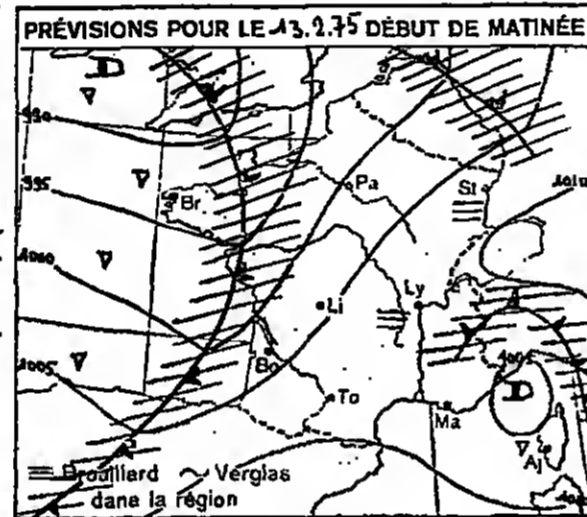 PRÉVISIONS POUR LE 13.2.75 DÉBUT DE MATINÉE
D
990
995
Br
Pa
St
1010
1000
Li
Ly
1005
Bo
To
Ma
D
Aj
Brouillard Verglas
dans la région